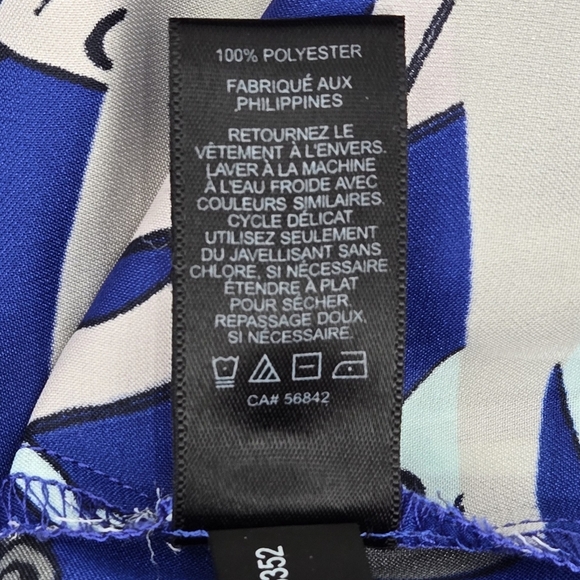 100% POLYESTER
FABRIQUÉ AUX
PHILIPPINES
RETOURNEZ LE
VÊTEMENT À L'ENVERS.
LAVER À LA MACHINE
À L'EAU FROIDE AVEC
COULEURS SIMILAIRES.
CYCLE DÉLICAT.
UTILISEZ SEULEMENT
DU JAVELLISANT SANS
CHLORE, SI NÉCESSAIRE.
ÉTENDRE À PLAT
POUR SÉCHER.
REPASSAGE DOUX,
SI NÉCESSAIRE.
CA# 56842
352